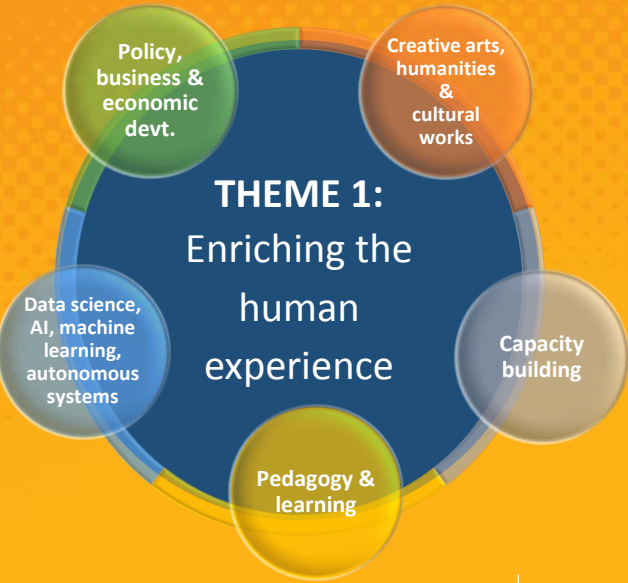 Policy,
business &
economic
devt.
Creative arts,
humanities
&
cultural
works
THEME 1:
Enriching the
human
experience
Data science,
AI, machine
learning,
autonomous
systems
Capacity
building
Pedagogy &
learning